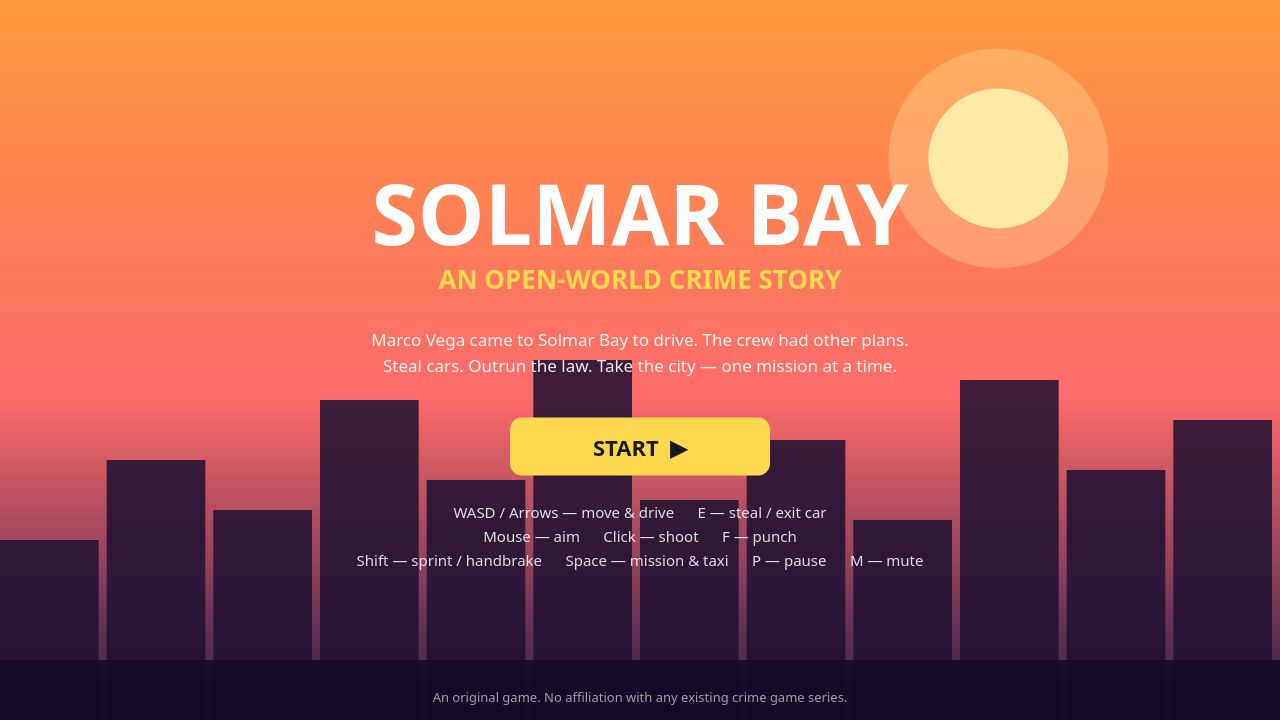 SOLMAR BAY
AN OPEN-WORLD CRIME STORY
Marco Vega came to Solmar Bay to drive. The crew had other plans.
Steal cars. Outrun the law. Take the city — one mission at a time.
START ▶
WASD / Arrows — move & drive E — steal / exit car
Mouse — aim Click — shoot F — punch
Shift — sprint / handbrake Space — mission & taxi P — pause M — mute
An original game. No affiliation with any existing crime game series.